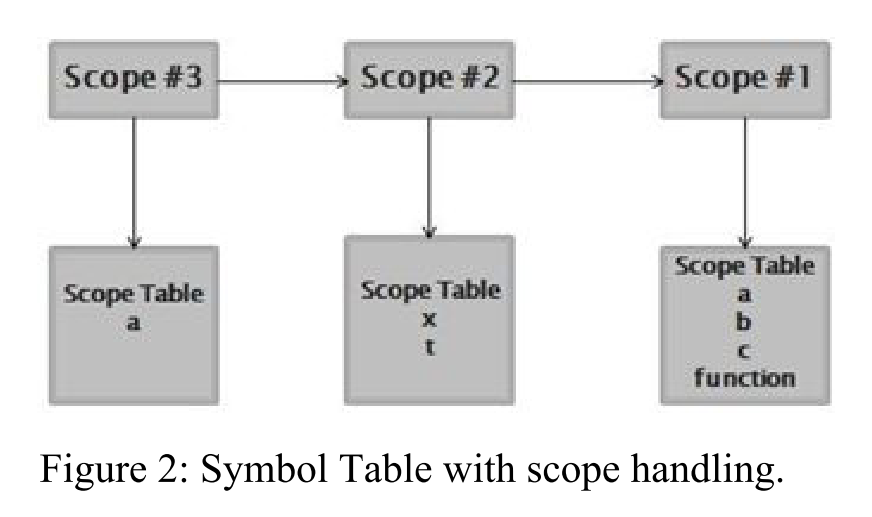 Scope #3
Scope #2
Scope #1
Scope Table
a
Scope Table
x
t
Scope Table
a
b
c
function
Figure 2: Symbol Table with scope handling.